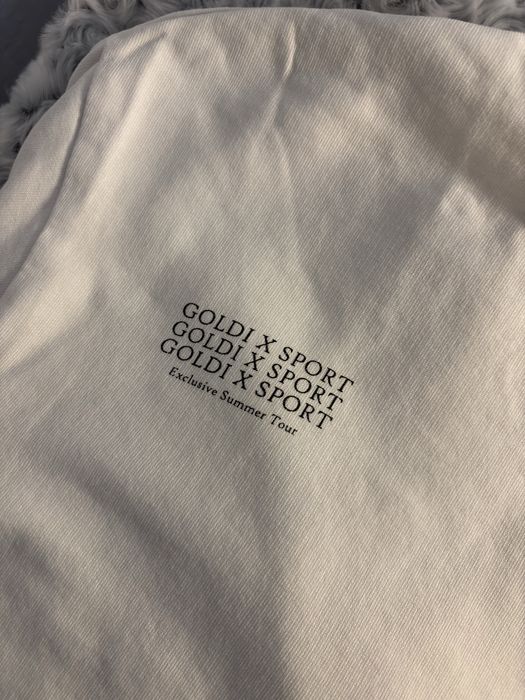 GOLDI X SPORT
GOLDI X SPORT
GOLDI X SPORT
Exclusive Summer Tour